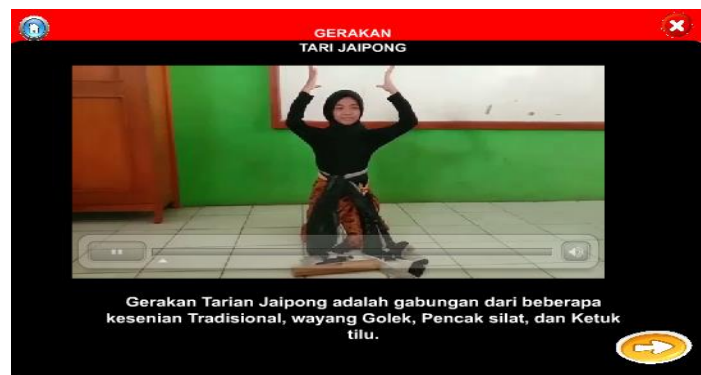 GERAKAN
TARI JAIPONG
Gerakan Tarian Jaipong adalah gabungan dari beberapa
kesenian Tradisional, wayang Golek, Pencak silat, dan Ketuk
tilu.